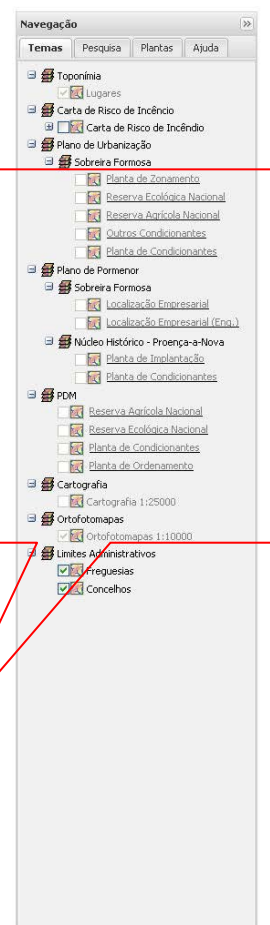 Navegação
Temas Pesquisa Plantas Ajuda
Toponímia
Lugares
Carta de Risco de Incêncio
Carta de Risco de Incêndio
Plano de Urbanização
Sobreira Formosa
Planta de Zonamento
Reserva Ecológica Nacional
Reserva Agrícola Nacional
Outros Condicionantes
Planta de Condicionantes
Plano de Pormenor
Sobreira Formosa
Localização Empresarial
Localização Empresarial (Eng.)
Núcleo Histórico - Proença-a-Nova
Planta de Implantação
Planta de Condicionantes
PDM
Reserva Agrícola Nacional
Reserva Ecológica Nacional
Planta de Condicionantes
Planta de Ordenamento
Cartografia
Cartografia 1:25000
Ortofotomapas
Ortofotomapas 1:10000
Limites Administrativos
Freguesias
Concelhos